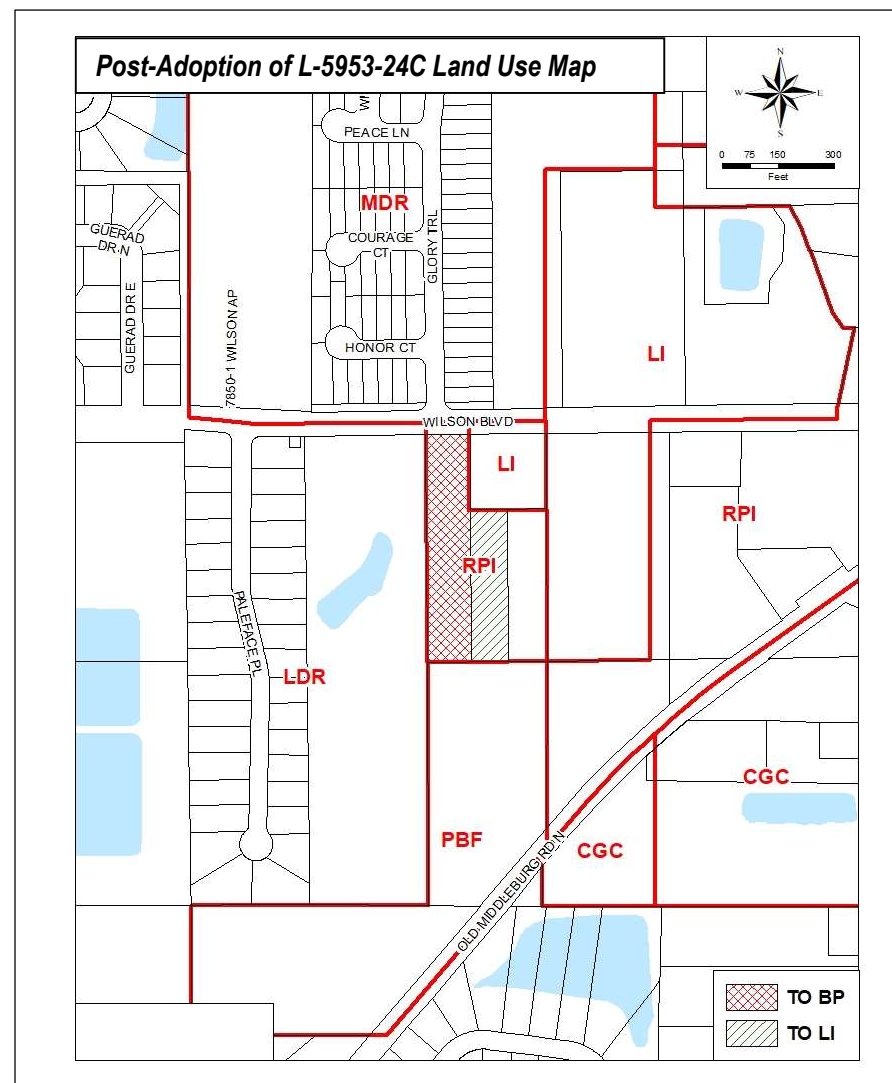 Post-Adoption of L-5953-24C Land Use Map
N
W
E
S
0 75 150 300
Feet
PEACE LN
MDR
COURAGE
CT
GLORY TRL
GUERAD
DR N
GUERAD DR E
7850-1 WILSON AP
HONOR CT
LI
WILSON BLVD
LI
RPI
RPI
PALEFACE PL
LDR
CGC
PBF
CGC
OLD MIDDLEBURG RD N
TO BP
TO LI